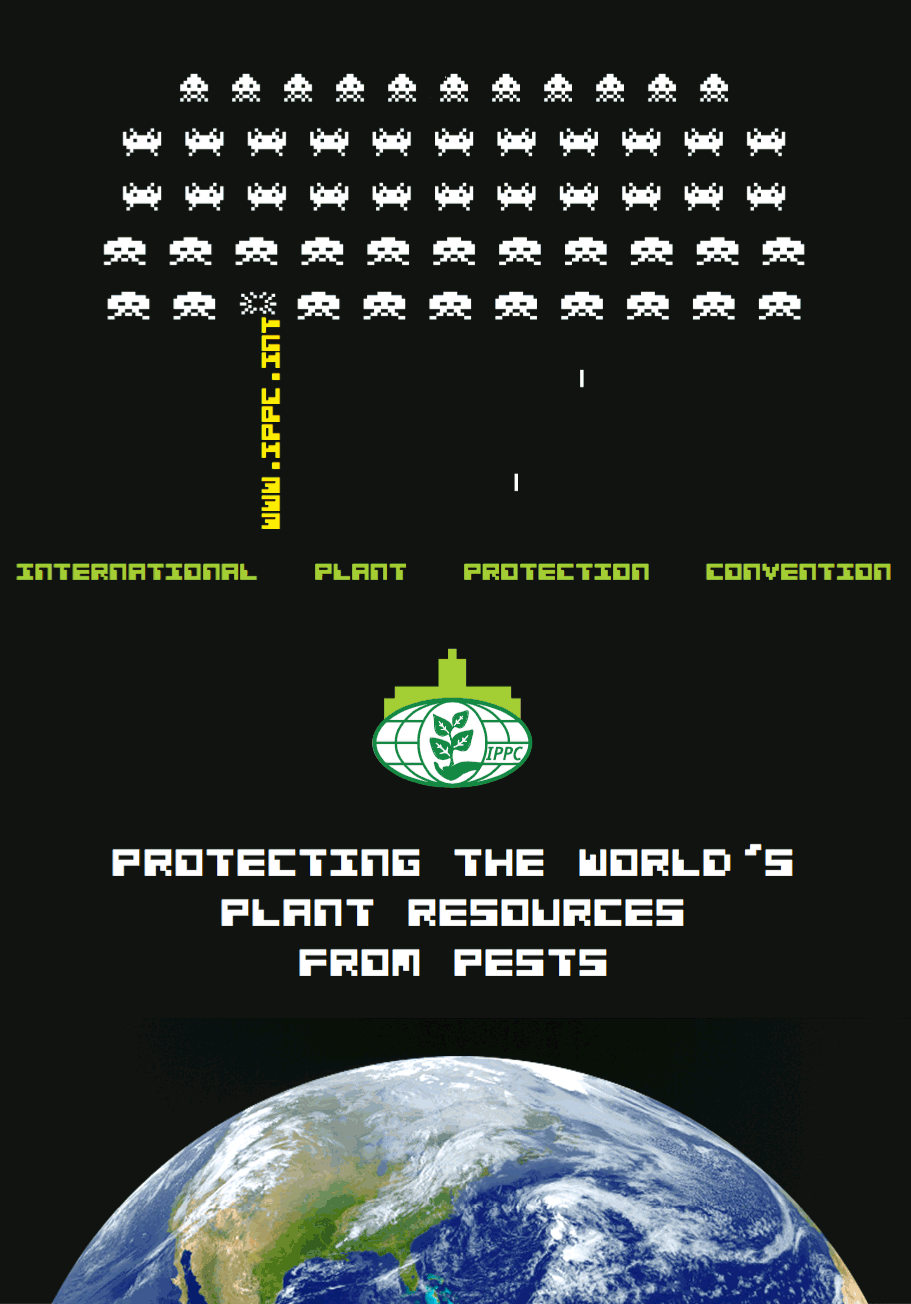 WWW.IPPC.INT
INTERNATIONAL PLANT PROTECTION CONVENTION
IPPC
PROTECTING THE WORLD'S
PLANT RESOURCES
FROM PESTS